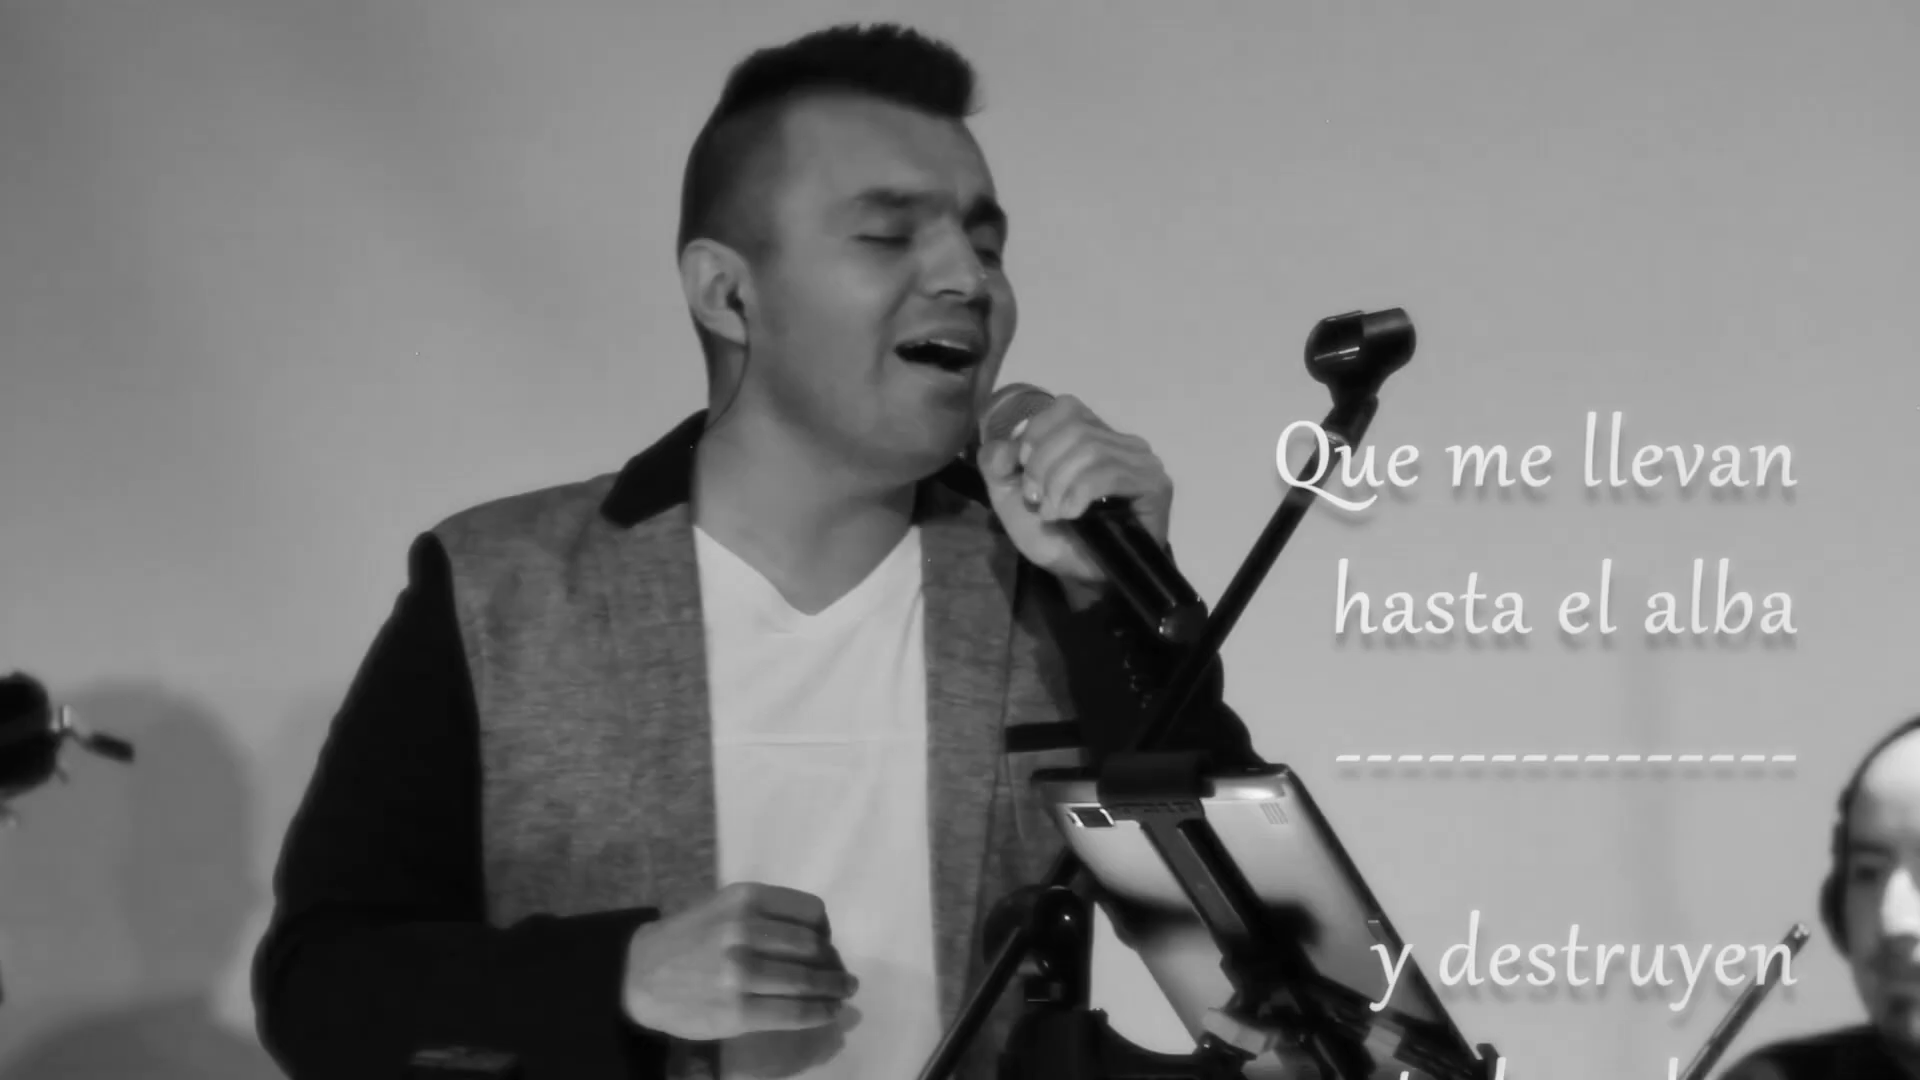 Que me llevan
hasta el alba
---------------
y destruyen